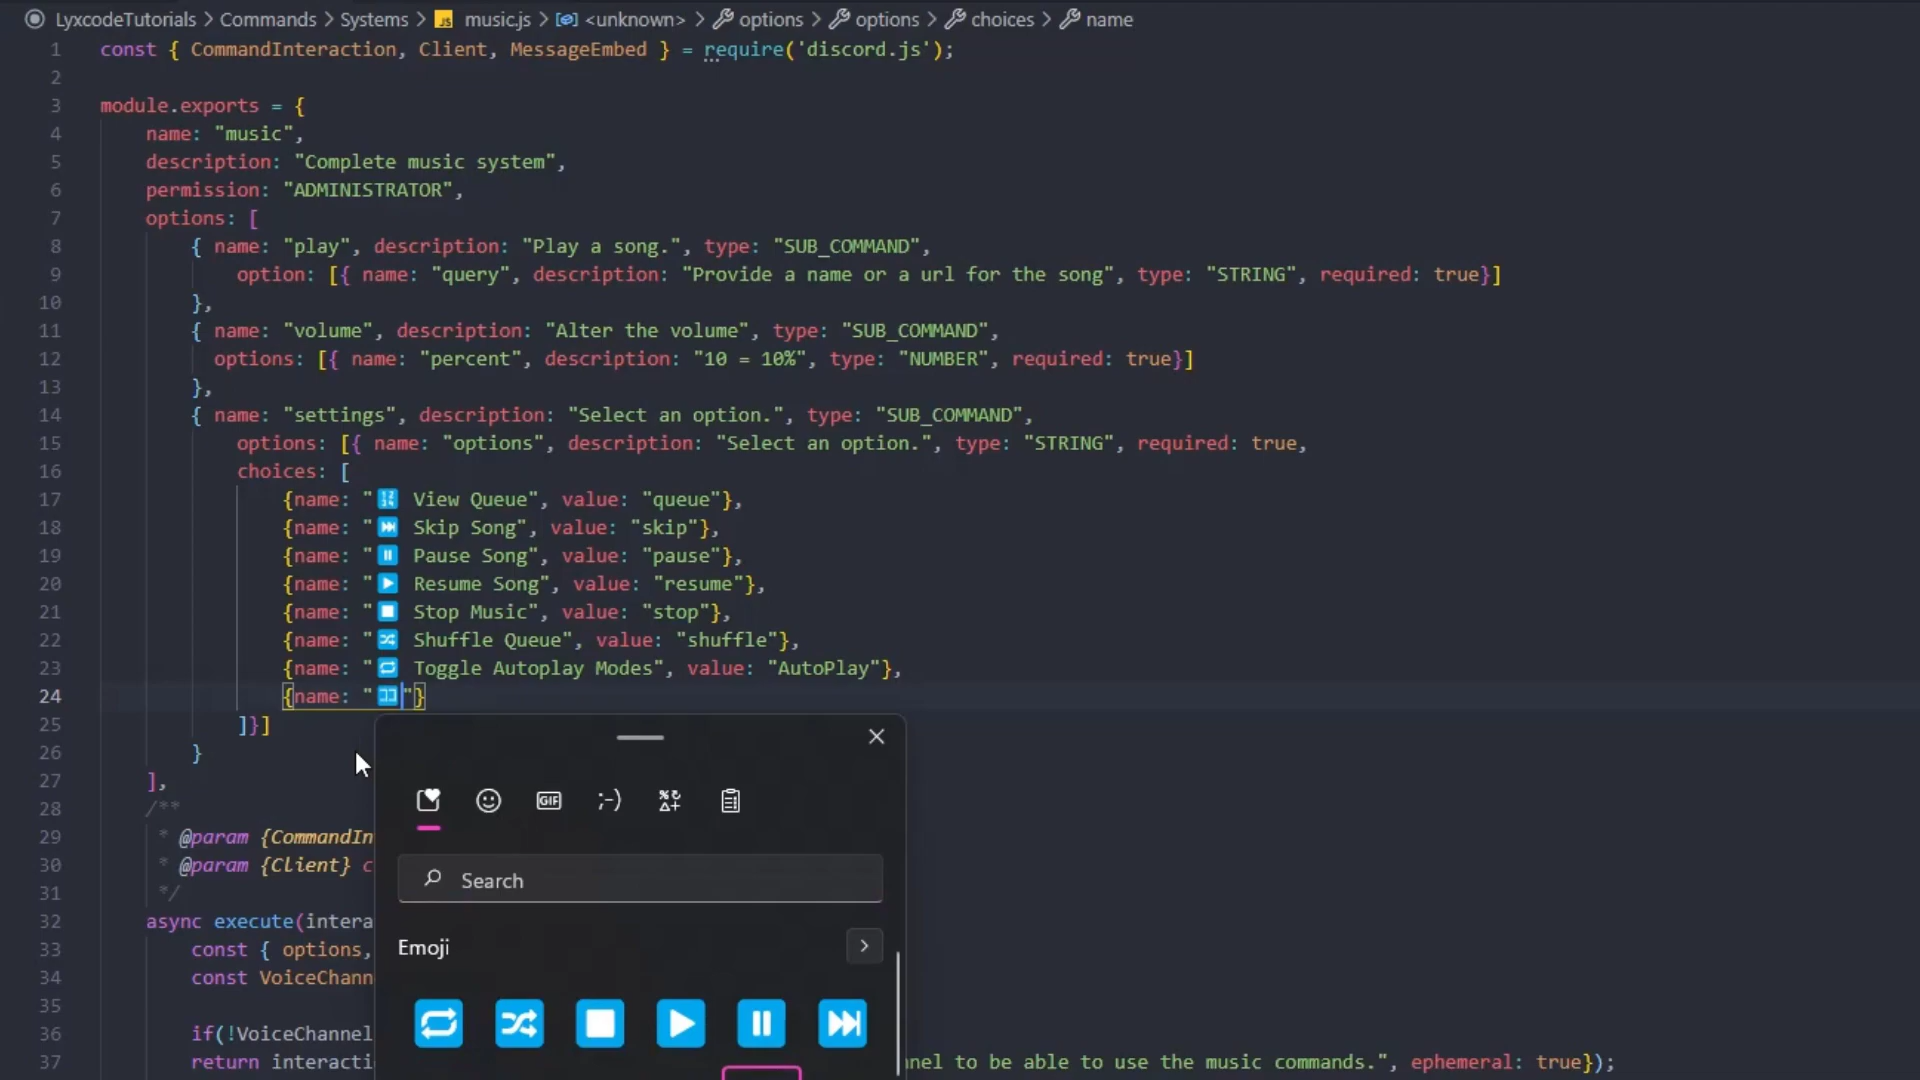 LyxcodeTutorials > Commands > Systems > JS music.js > <unknown> > options > options > choices > name
1 const { CommandInteraction, Client, MessageEmbed } = require('discord.js');
2
3 module.exports = {
4 name: "music",
5 description: "Complete music system",
6 permission: "ADMINISTRATOR",
7 options: [
8 { name: "play", description: "Play a song.", type: "SUB_COMMAND",
9 option: [{ name: "query", description: "Provide a name or a url for the song", type: "STRING", required: true}]
10 },
11 { name: "volume", description: "Alter the volume", type: "SUB_COMMAND",
12 options: [{ name: "percent", description: "10 = 10%", type: "NUMBER", required: true}]
13 },
14 { name: "settings", description: "Select an option.", type: "SUB_COMMAND",
15 options: [{ name: "options", description: "Select an option.", type: "STRING", required: true,
16 choices: [
17 {name: "🔢 View Queue", value: "queue"},
18 {name: "⏭ Skip Song", value: "skip"},
19 {name: "⏸ Pause Song", value: "pause"},
20 {name: "▶ Resume Song", value: "resume"},
21 {name: "⏹ Stop Music", value: "stop"},
22 {name: "🔀 Shuffle Queue", value: "shuffle"},
23 {name: "🔁 Toggle Autoplay Modes", value: "AutoPlay"},
24 {name: "🈁"}
25 ]}]
26 }
27 ],
28 /**
29 * @param {CommandIn
30 * @param {Client} c
31 */
32 async execute(intera
33 const { options,
34 const VoiceChann
35
36 if(!VoiceChannel
37 return interacti nnel to be able to use the music commands.", ephemeral: true});
GIF ;-)
Search
Emoji